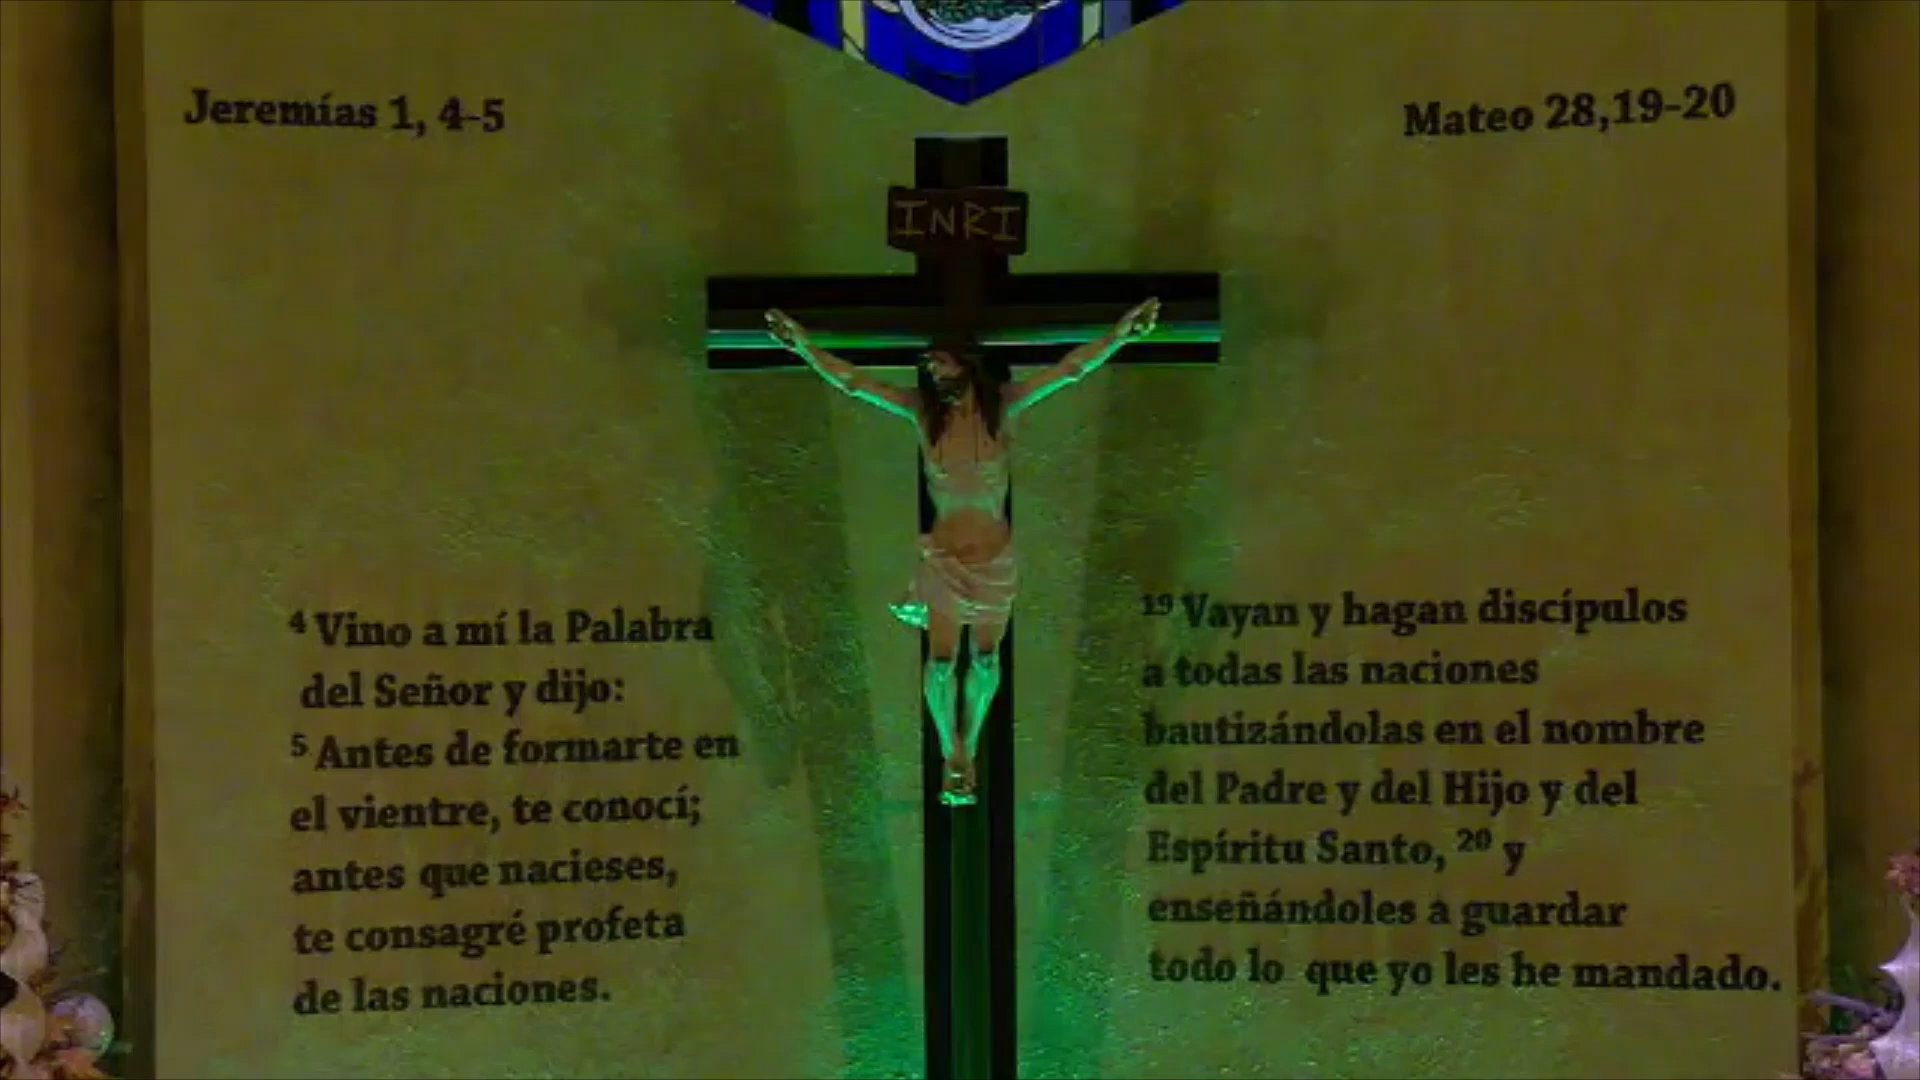 Jeremías 1, 4-5
⁴ Vino a mí la Palabra
del Señor y dijo:
⁵ Antes de formarte en
el vientre, te conocí;
antes que nacieses,
te consagré profeta
de las naciones.
INRI
Mateo 28,19-20
¹⁹ Vayan y hagan discípulos
a todas las naciones
bautizándolas en el nombre
del Padre y del Hijo y del
Espíritu Santo, ²⁰ y
enseñándoles a guardar
todo lo que yo les he mandado.